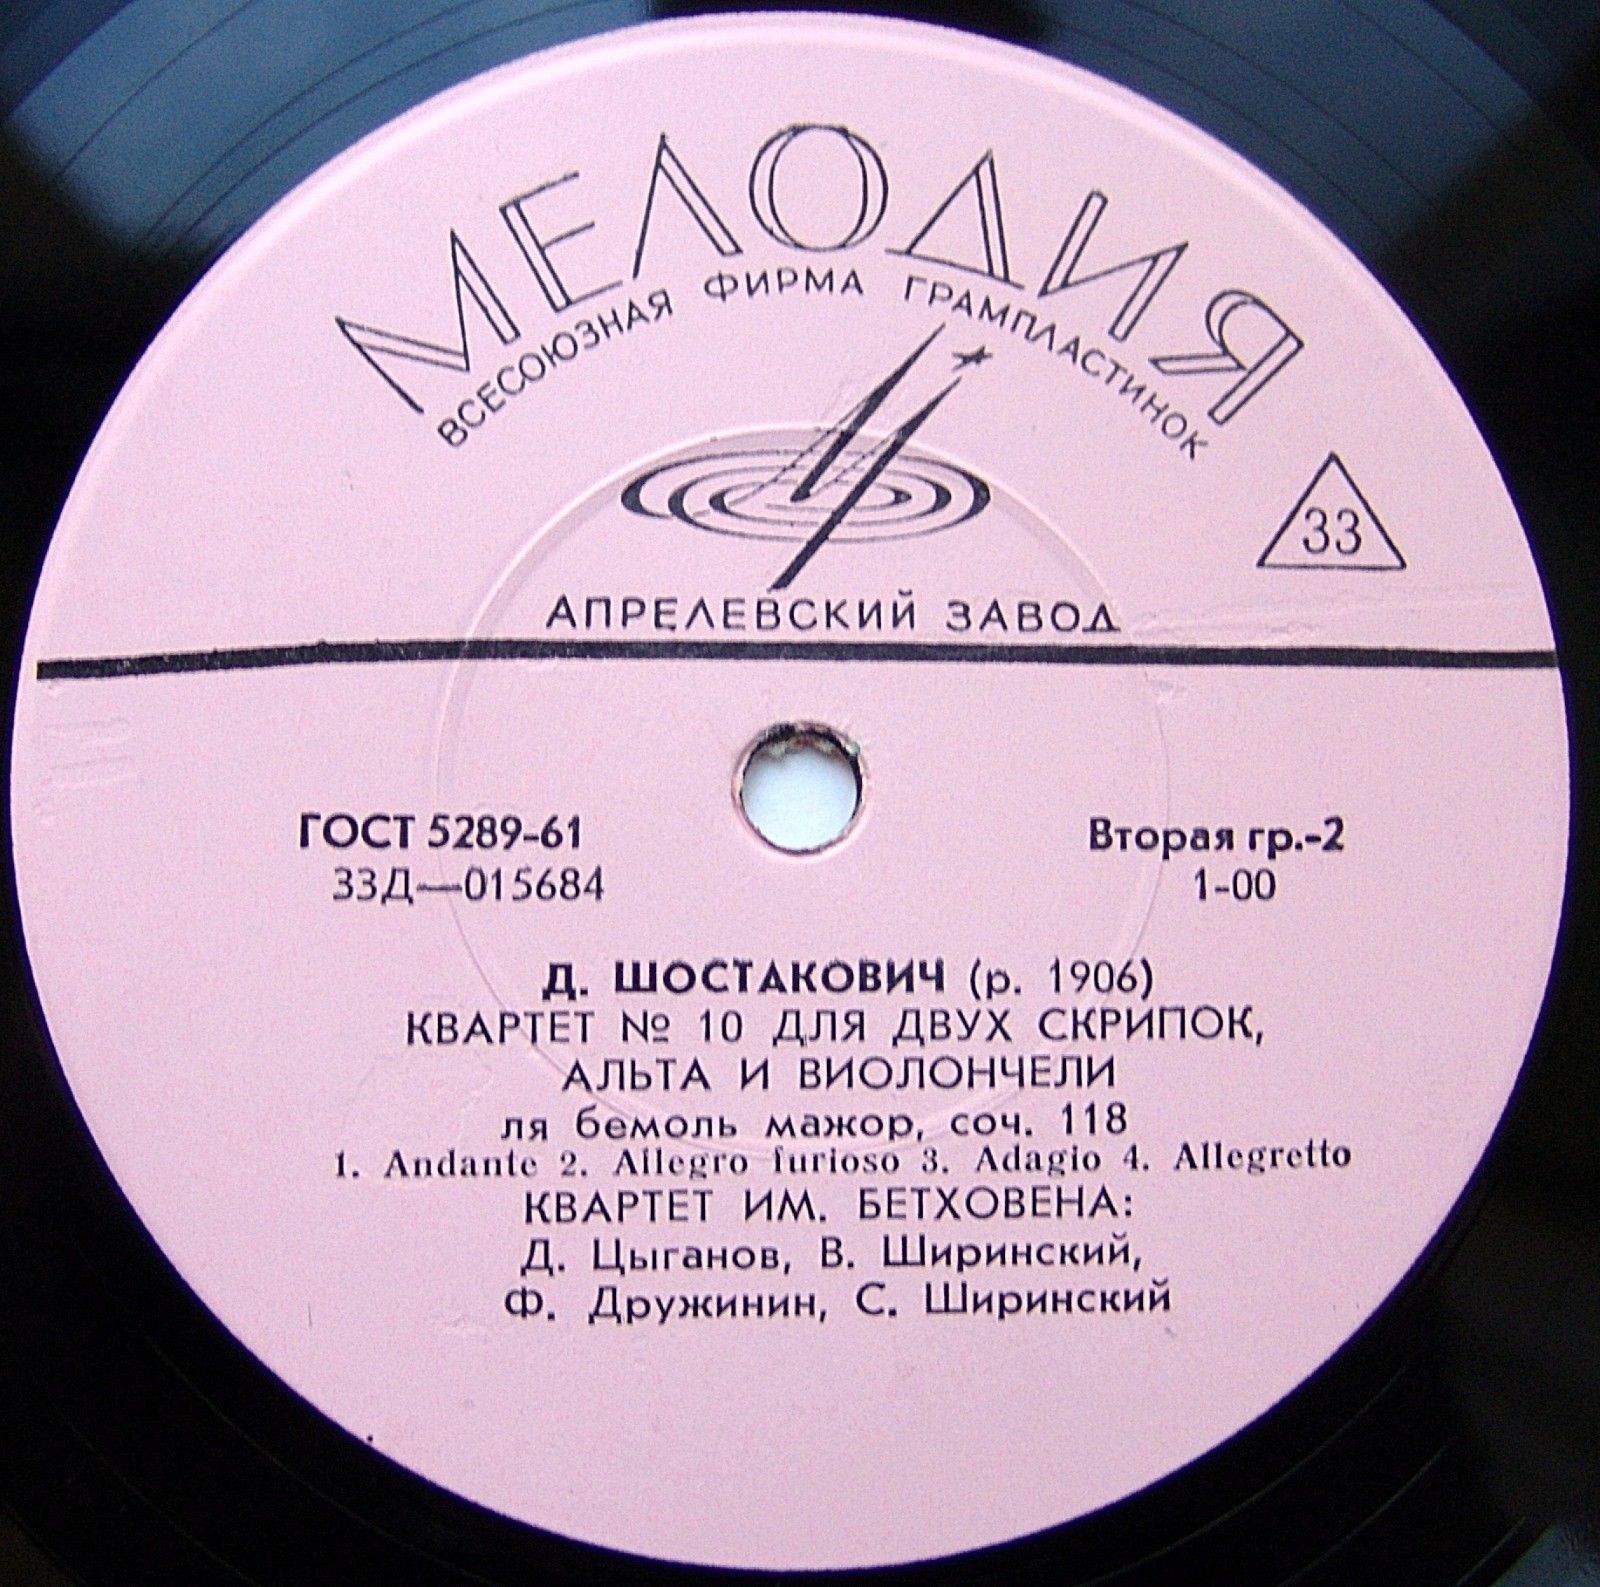 МЕЛОДИЯ
ВСЕСОЮЗНАЯ ФИРМА ГРАМПЛАСТИНОК
33
АПРЕЛЕВСКИЙ ЗАВОД
ГОСТ 5289-61
Вторая гр.-2
33Д—015684
1-00
Д. ШОСТАКОВИЧ (р. 1906)
КВАРТЕТ № 10 ДЛЯ ДВУХ СКРИПОК,
АЛЬТА И ВИОЛОНЧЕЛИ
ля бемоль мажор, соч. 118
1. Andante 2. Allegro furioso 3. Adagio 4. Allegretto
КВАРТЕТ ИМ. БЕТХОВЕНА:
Д. Цыганов, В. Ширинский,
Ф. Дружинин, С. Ширинский